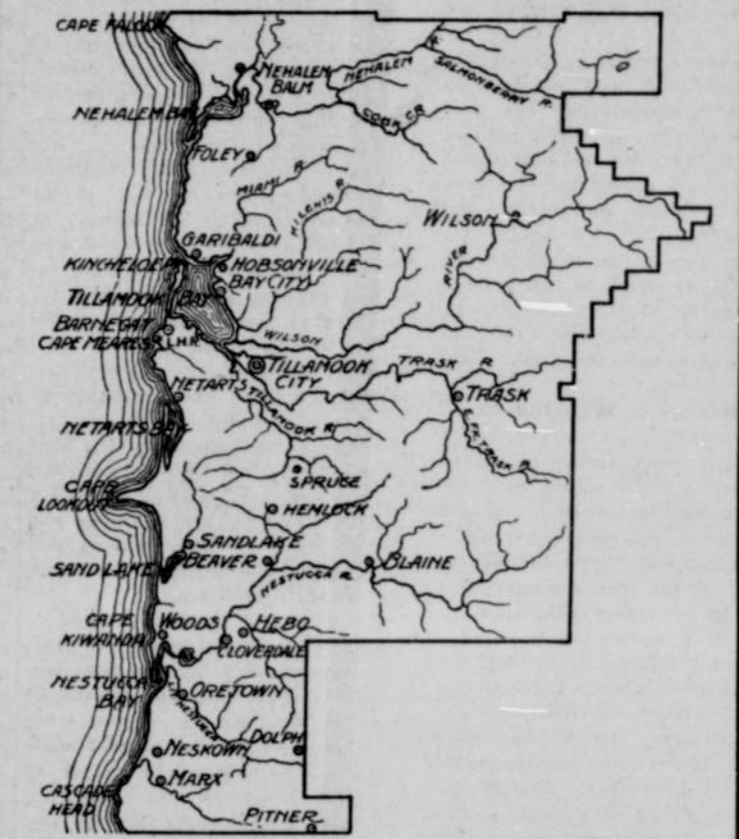 CAPE FALCON
NEHALEM
BALM
NEHALEM
SALMONBERRY R.
NEHALEM BAY
COOK CR
FOLEY
MIAMI R.
KILCHIS R.
WILSON
RIVER
GARIBALDI
KINCHELOE PT
HOBSONVILLE
BAY CITY
TILLAMOOK BAY
BARNEGAT
CAPE MEARES L.H.R.
WILSON
TILLAMOOK
CITY
TRASK R.
TRASK
NETARTS
TILLAMOOK R.
E. FK. TRASK R.
NETARTS BAY
SPRUCE
CAPE
LOOKOUT
HEMLOCK
SANDLAKE
BEAVER
BLAINE
SAND LAKE
NESTUCCA R.
CAPE
KIWANDA
WOODS
HEBO
CLOVERDALE
NESTUCCA
BAY
ORETOWN
DOLPH
NESKOWN
MARX
CASCADE
HEAD
PITNER